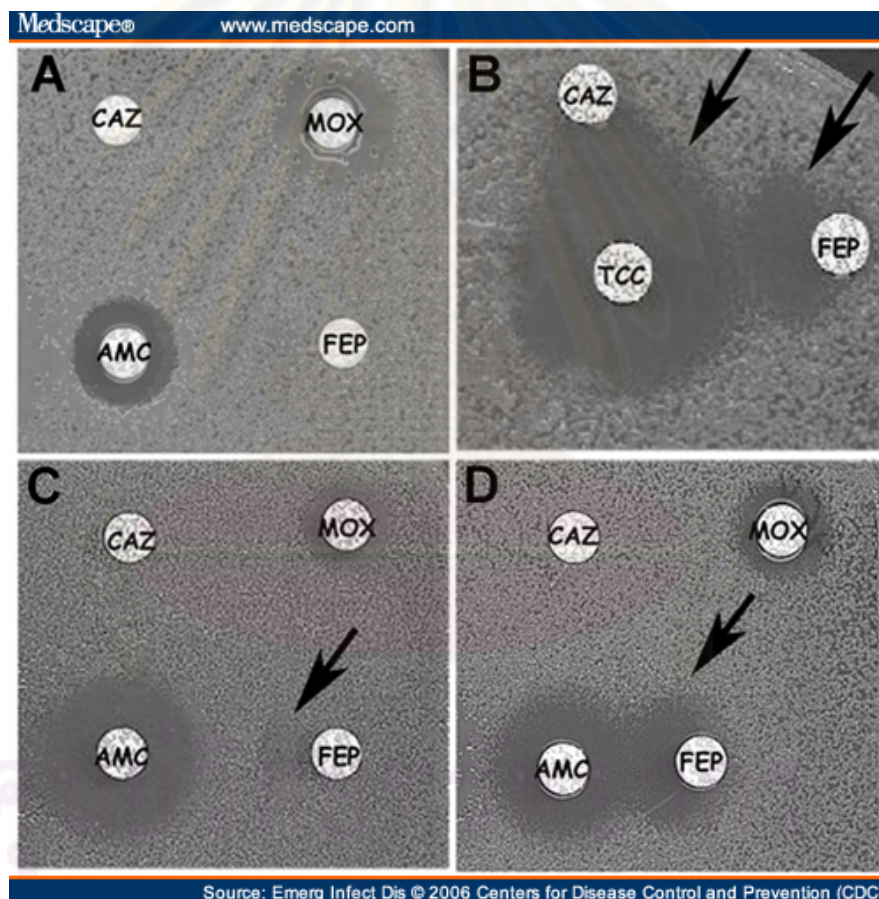 Medscape® www.medscape.com
A
CAZ
MOX
AMC
FEP
B
CAZ
TCC
FEP
C
CAZ
MOX
AMC
FEP
D
CAZ
MOX
AMC
FEP
Source: Emerg Infect Dis © 2006 Centers for Disease Control and Prevention (CDC